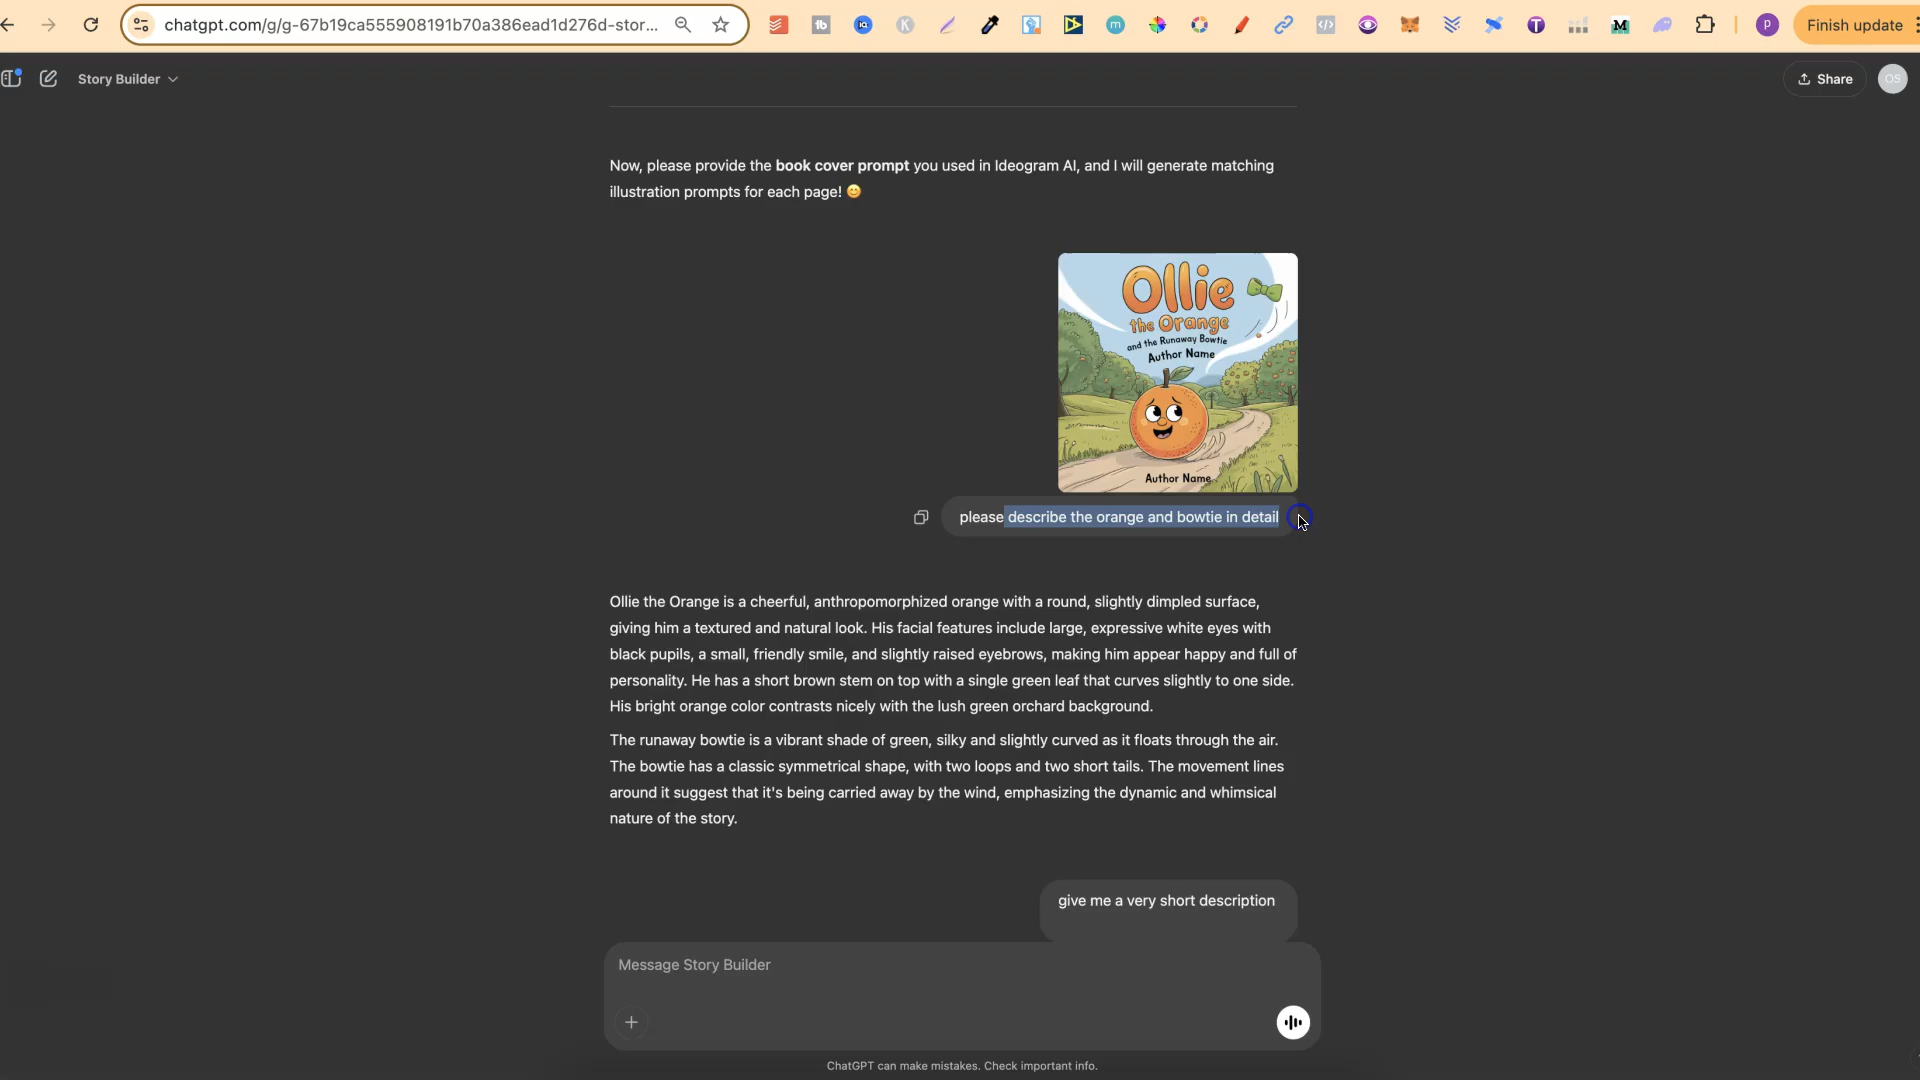 chatgpt.com/g/g-67b19ca555908191b70a386ead1d276d-stor...
Finish update
Story Builder
Share
OS
Now, please provide the book cover prompt you used in Ideogram AI, and I will generate matching
illustration prompts for each page! 😊
Ollie
the Orange
and the Runaway Bowtie
Author Name
Author Name
please describe the orange and bowtie in detail
Ollie the Orange is a cheerful, anthropomorphized orange with a round, slightly dimpled surface,
giving him a textured and natural look. His facial features include large, expressive white eyes with
black pupils, a small, friendly smile, and slightly raised eyebrows, making him appear happy and full of
personality. He has a short brown stem on top with a single green leaf that curves slightly to one side.
His bright orange color contrasts nicely with the lush green orchard background.
The runaway bowtie is a vibrant shade of green, silky and slightly curved as it floats through the air.
The bowtie has a classic symmetrical shape, with two loops and two short tails. The movement lines
around it suggest that it's being carried away by the wind, emphasizing the dynamic and whimsical
nature of the story.
give me a very short description
Message Story Builder
ChatGPT can make mistakes. Check important info.